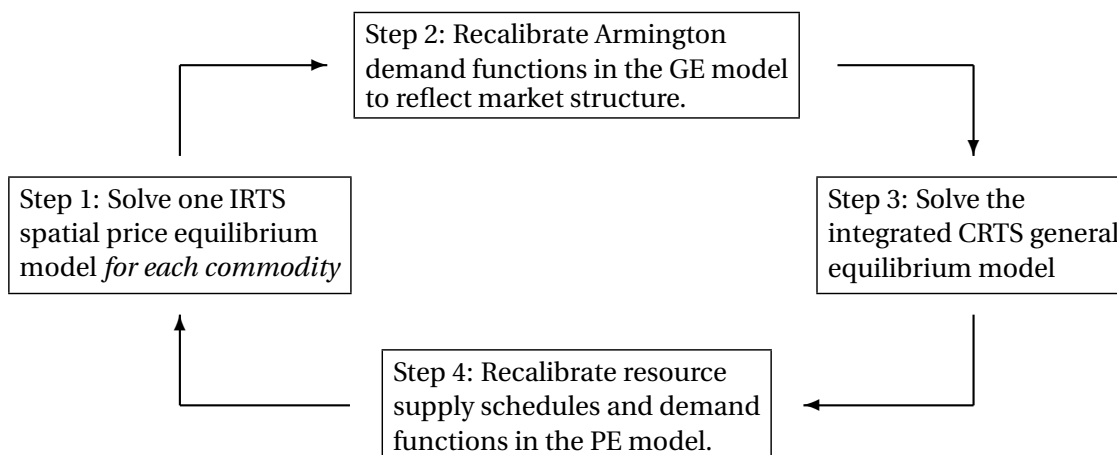 Step 2: Recalibrate Armington
demand functions in the GE model
to reflect market structure.
Step 1: Solve one IRTS
spatial price equilibrium
model for each commodity
Step 3: Solve the
integrated CRTS general
equilibrium model
Step 4: Recalibrate resource
supply schedules and demand
functions in the PE model.